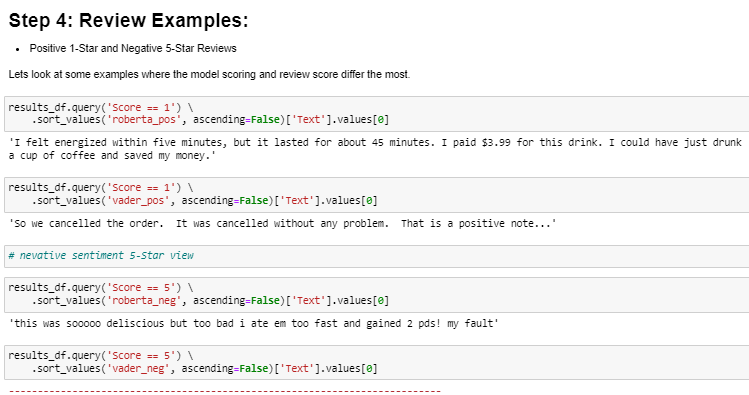 Step 4: Review Examples:
• Positive 1-Star and Negative 5-Star Reviews
Lets look at some examples where the model scoring and review score differ the most.
results_df.query('Score == 1') \
    .sort_values('roberta_pos', ascending=False)['Text'].values[0]
'I felt energized within five minutes, but it lasted for about 45 minutes. I paid $3.99 for this drink. I could have just drunk
a cup of coffee and saved my money.'
results_df.query('Score == 1') \
    .sort_values('vader_pos', ascending=False)['Text'].values[0]
'So we cancelled the order.  It was cancelled without any problem.  That is a positive note...'
# nevative sentiment 5-Star view
results_df.query('Score == 5') \
    .sort_values('roberta_neg', ascending=False)['Text'].values[0]
'this was sooooo deliscious but too bad i ate em too fast and gained 2 pds! my fault'
results_df.query('Score == 5') \
    .sort_values('vader_neg', ascending=False)['Text'].values[0]